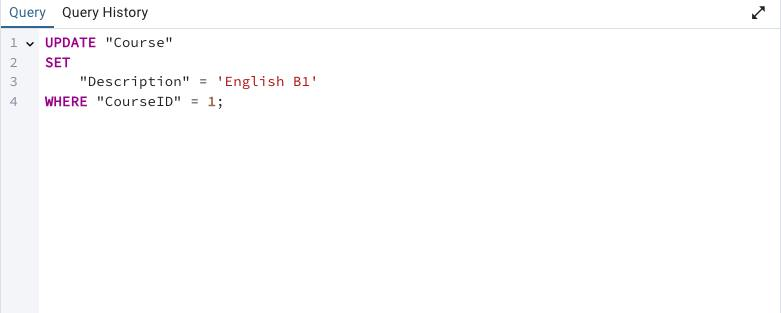 Query Query History
1 UPDATE "Course"
2 SET
3     "Description" = 'English B1'
4 WHERE "CourseID" = 1;